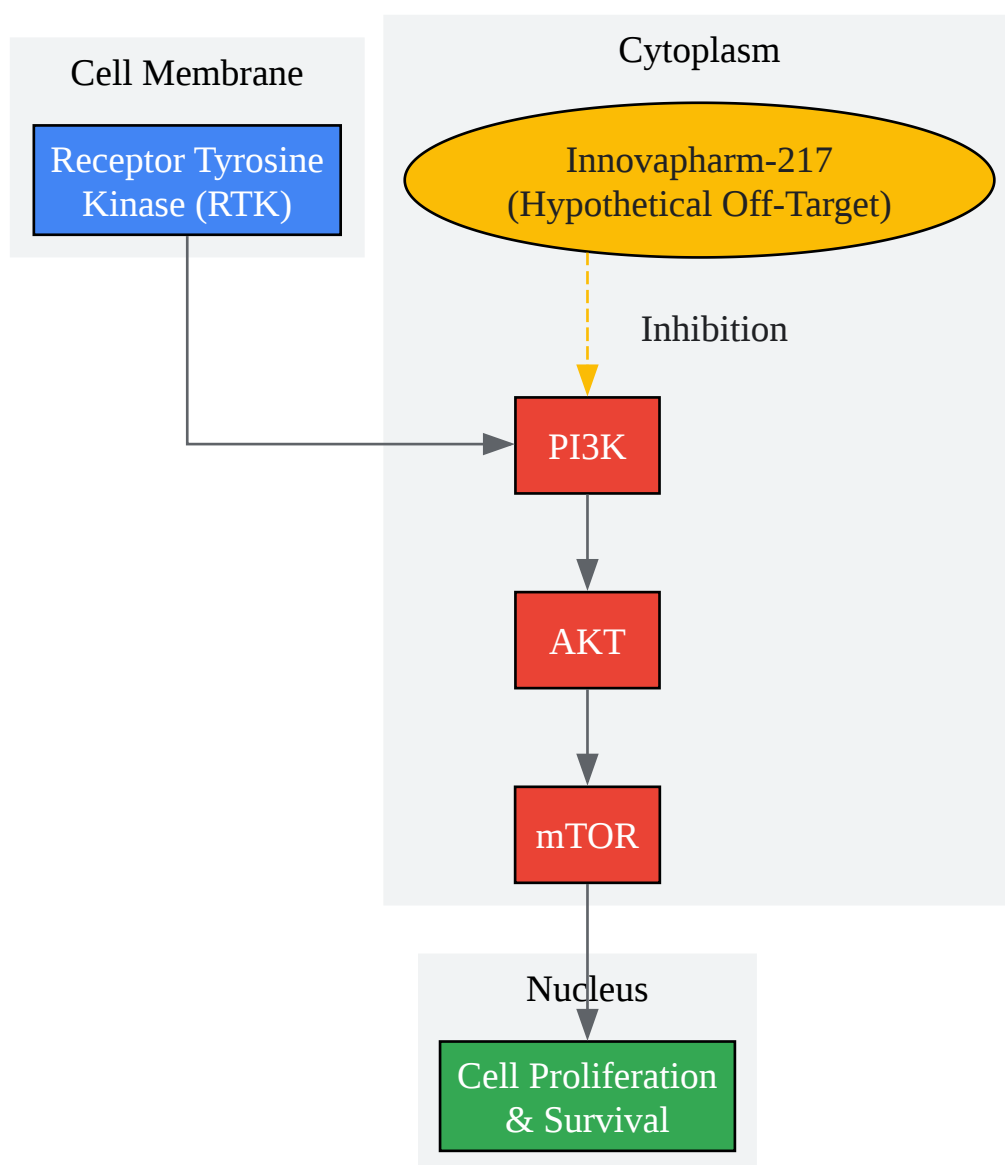 Cell Membrane
Receptor Tyrosine
Kinase (RTK)
Cytoplasm
Innovapharm-217
(Hypothetical Off-Target)
Inhibition
PI3K
AKT
mTOR
Nucleus
Cell Proliferation
& Survival